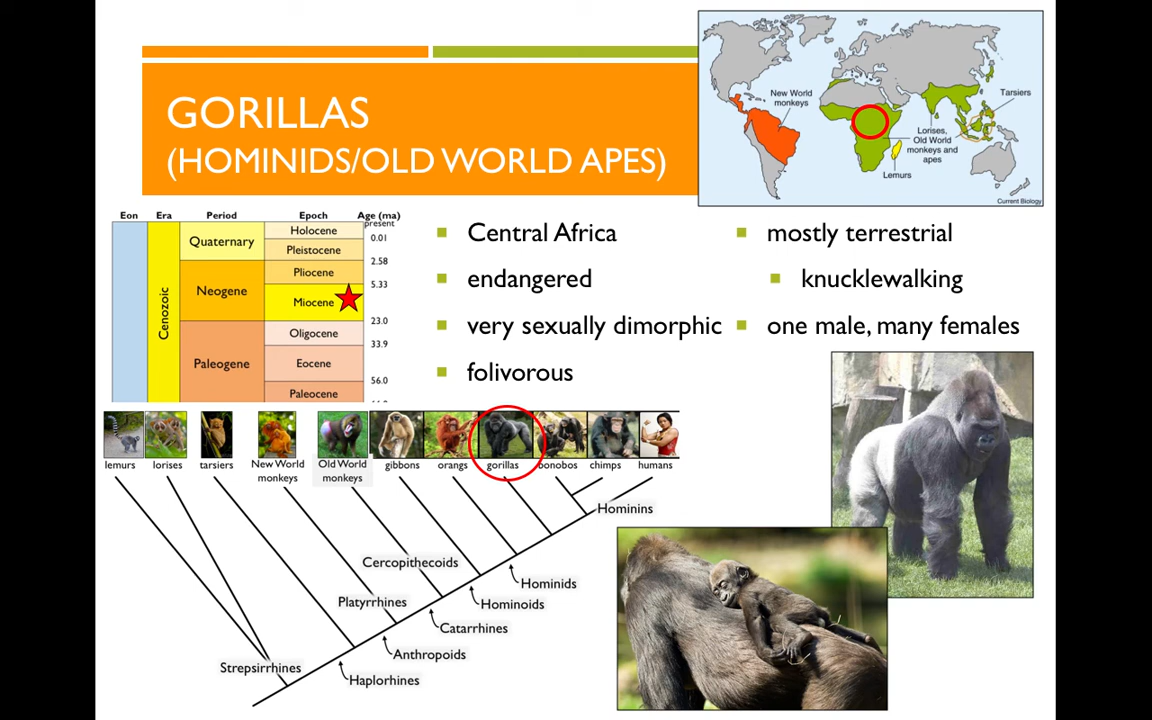 GORILLAS
(HOMINIDS/OLD WORLD APES)
New World
monkeys
Tarsiers
Lorises,
Old World
monkeys and
apes
Lemurs
Current Biology
Eon Era Period Epoch Age (ma)
present
Holocene
0.01
Quaternary
Pleistocene
2.58
Pliocene
5.33
Neogene
Miocene
23.0
Cenozoic
Oligocene
33.9
Paleogene
Eocene
56.0
Paleocene
Central Africa
endangered
very sexually dimorphic
folivorous
mostly terrestrial
knucklewalking
one male, many females
lemurs
lorises
tarsiers
New World
monkeys
Old World
monkeys
gibbons
orangs
gorillas
bonobos
chimps
humans
Hominins
Cercopithecoids
Hominids
Platyrrhines
Hominoids
Catarrhines
Anthropoids
Strepsirrhines
Haplorhines